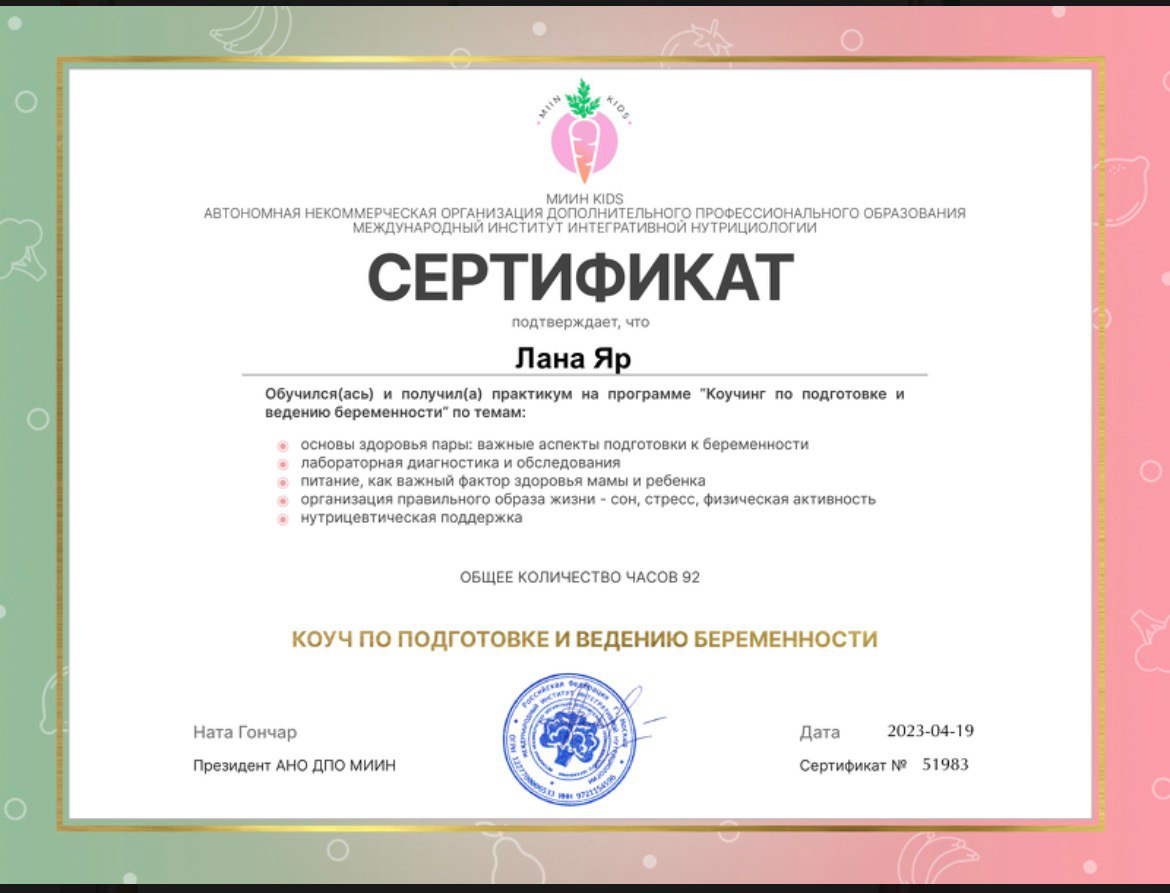 MIIN KIDS
МИИН KIDS
АВТОНОМНАЯ НЕКОММЕРЧЕСКАЯ ОРГАНИЗАЦИЯ ДОПОЛНИТЕЛЬНОГО ПРОФЕССИОНАЛЬНОГО ОБРАЗОВАНИЯ
МЕЖДУНАРОДНЫЙ ИНСТИТУТ ИНТЕГРАТИВНОЙ НУТРИЦИОЛОГИИ
СЕРТИФИКАТ
подтверждает, что
Лана Яр
Обучился(ась) и получил(а) практикум на программе "Коучинг по подготовке и
ведению беременности" по темам:
основы здоровья пары: важные аспекты подготовки к беременности
лабораторная диагностика и обследования
питание, как важный фактор здоровья мамы и ребенка
организация правильного образа жизни - сон, стресс, физическая активность
нутрицевтическая поддержка
ОБЩЕЕ КОЛИЧЕСТВО ЧАСОВ 92
КОУЧ ПО ПОДГОТОВКЕ И ВЕДЕНИЮ БЕРЕМЕННОСТИ
РОССИЙСКАЯ ФЕДЕРАЦИЯ Г. МОСКВА
МЕЖДУНАРОДНЫЙ ИНСТИТУТ ИНТЕГРАТИВНОЙ НУТРИЦИОЛОГИИ
Ната Гончар
Президент АНО ДПО МИИН
Дата 2023-04-19
Сертификат № 51983